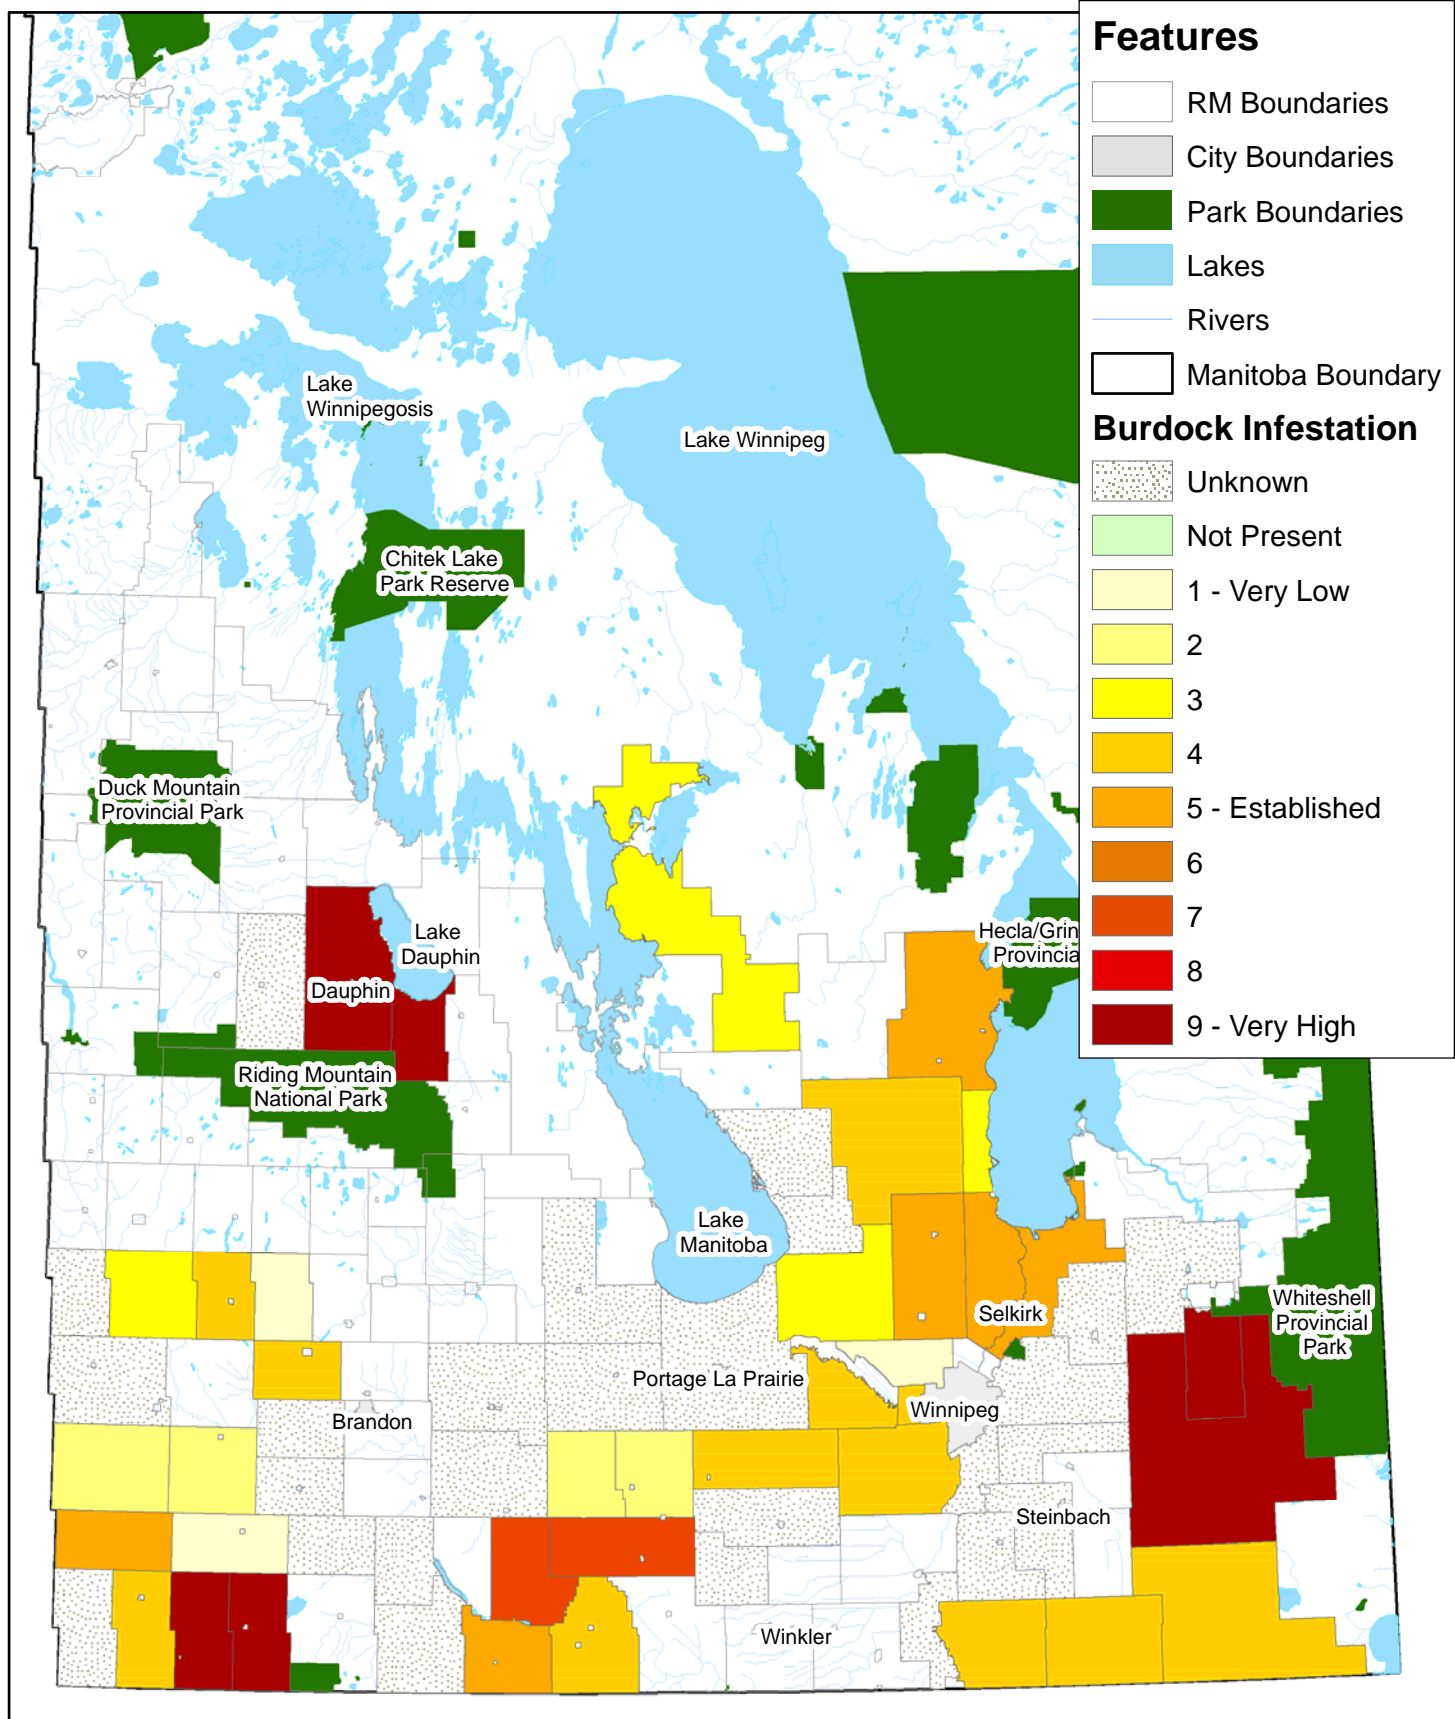 Features
RM Boundaries
City Boundaries
Park Boundaries
Lakes
Rivers
Manitoba Boundary
Burdock Infestation
Unknown
Not Present
1 - Very Low
2
3
4
5 - Established
6
7
8
9 - Very High
Lake
Winnipegosis
Lake Winnipeg
Chitek Lake
Park Reserve
Duck Mountain
Provincial Park
Lake
Dauphin
Dauphin
Hecla/Grin
Provincia
Riding Mountain
National Park
Lake
Manitoba
Selkirk
Whiteshell
Provincial
Park
Portage La Prairie
Brandon
Winnipeg
Steinbach
Winkler